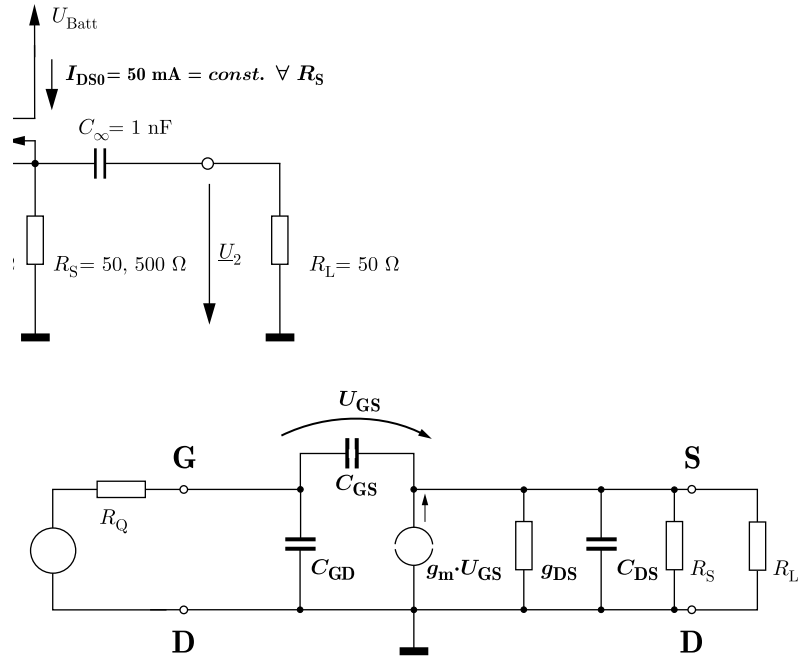 U_Batt
I_DS0 = 50 mA = const. ∀ R_S
C_∞ = 1 nF
R_S = 50, 500 Ω
U_2
R_L = 50 Ω
U_GS
G
S
C_GS
R_Q
C_GD
g_m·U_GS
g_DS
C_DS
R_S
R_L
D
D